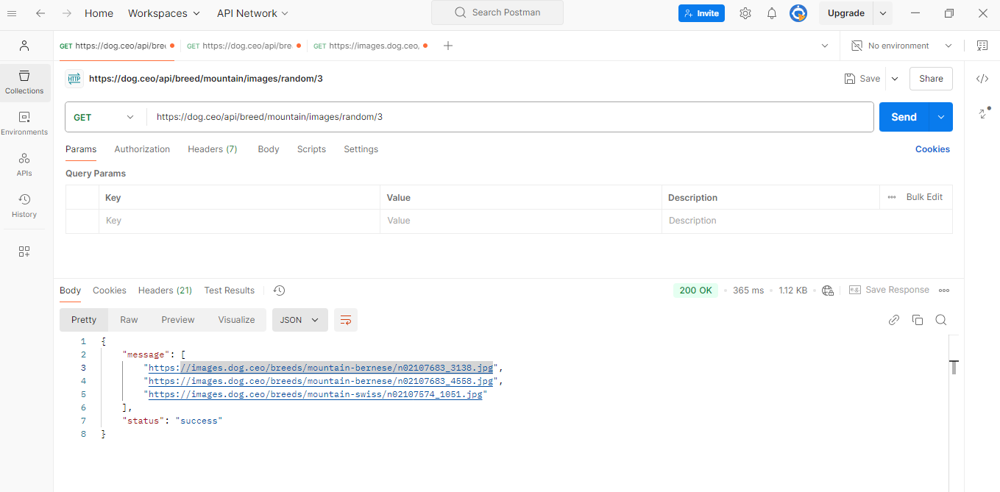 Home Workspaces API Network Search Postman Invite Upgrade
GET https://dog.ceo/api/bre GET https://dog.ceo/api/bre GET https://images.dog.ceo, No environment
HTTP https://dog.ceo/api/breed/mountain/images/random/3 Save Share
Collections
Environments
APIs
History
GET https://dog.ceo/api/breed/mountain/images/random/3 Send
Params Authorization Headers (7) Body Scripts Settings Cookies
Query Params
Key Value Description Bulk Edit
Key Value Description
Body Cookies Headers (21) Test Results 200 OK 365 ms 1.12 KB e.g. Save Response
Pretty Raw Preview Visualize JSON
1 {
2 "message": [
3 "https://images.dog.ceo/breeds/mountain-bernese/n02107683_3138.jpg",
4 "https://images.dog.ceo/breeds/mountain-bernese/n02107683_4558.jpg",
5 "https://images.dog.ceo/breeds/mountain-swiss/n02107574_1051.jpg"
6 ],
7 "status": "success"
8 }